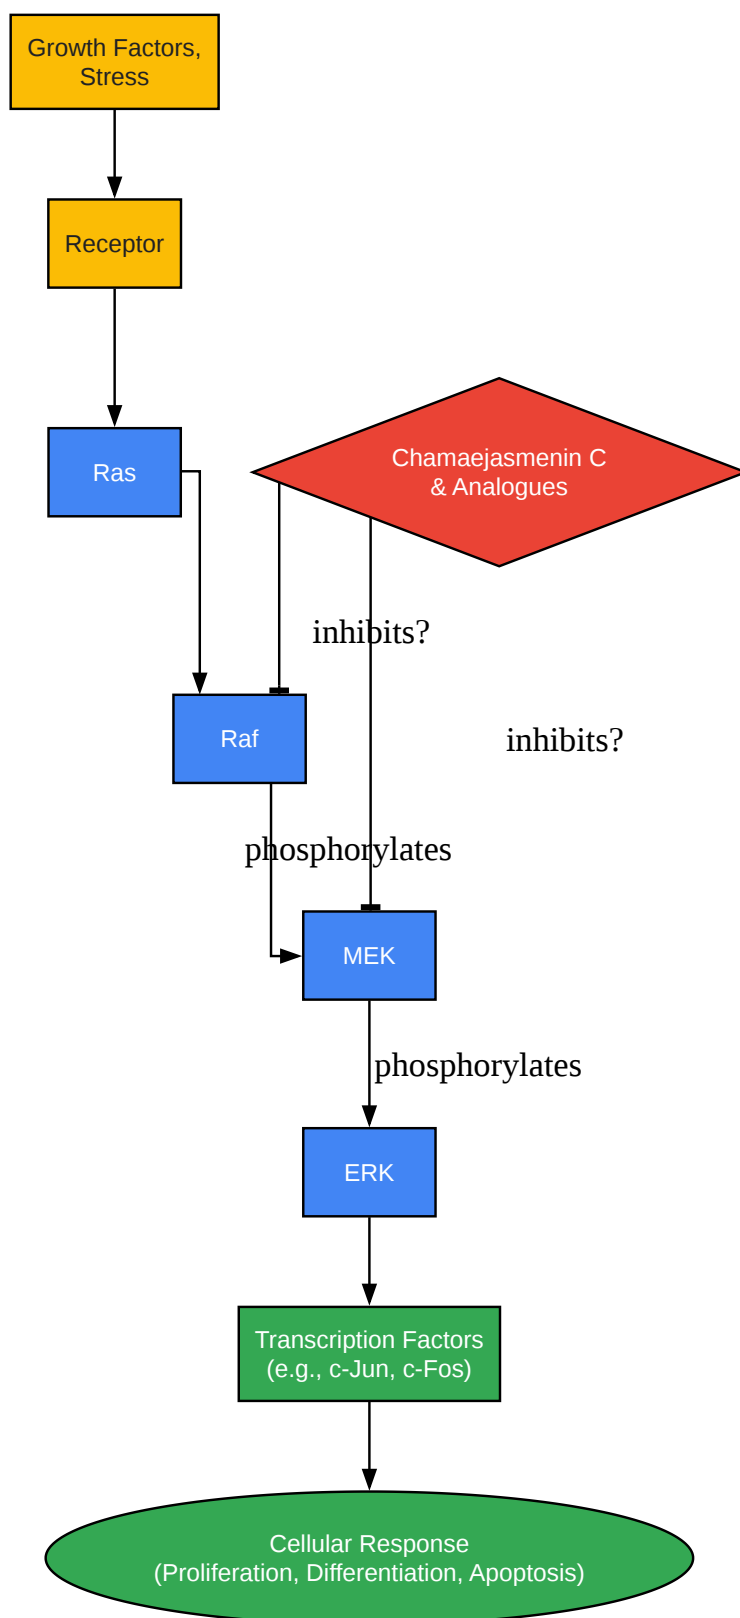 Growth Factors,
Stress
Receptor
Ras
Chamaejasmenin C
& Analogues
inhibits?
Raf
inhibits?
phosphorylates
MEK
phosphorylates
ERK
Transcription Factors
(e.g., c-Jun, c-Fos)
Cellular Response
(Proliferation, Differentiation, Apoptosis)